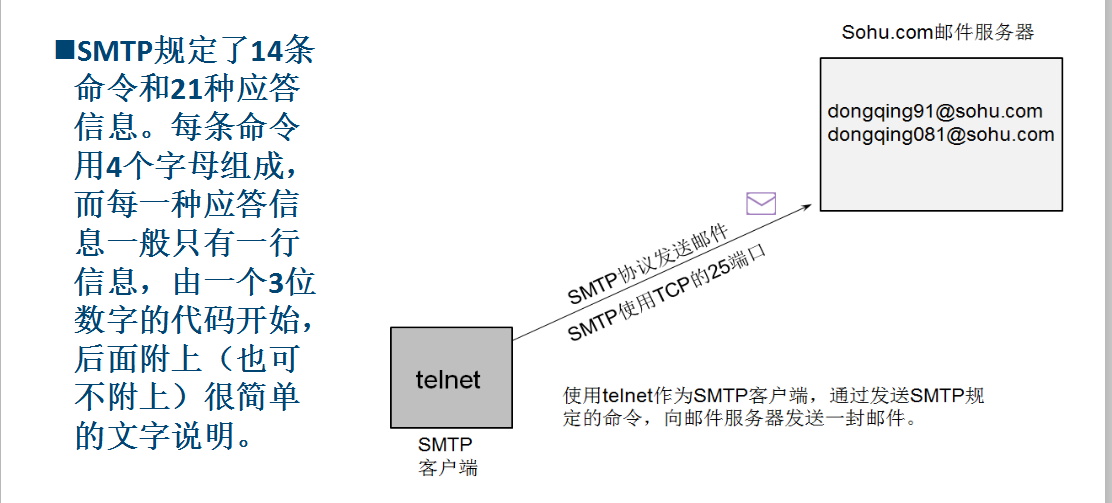 ■SMTP规定了14条
命令和21种应答
信息。每条命令
用4个字母组成，
而每一种应答信
息一般只有一行
信息，由一个3位
数字的代码开始，
后面附上（也可
不附上）很简单
的文字说明。
Sohu.com邮件服务器
dongqing91@sohu.com
dongqing081@sohu.com
SMTP协议发送邮件
SMTP使用TCP的25端口
telnet
SMTP
客户端
使用telnet作为SMTP客户端，通过发送SMTP规
定的命令，向邮件服务器发送一封邮件。